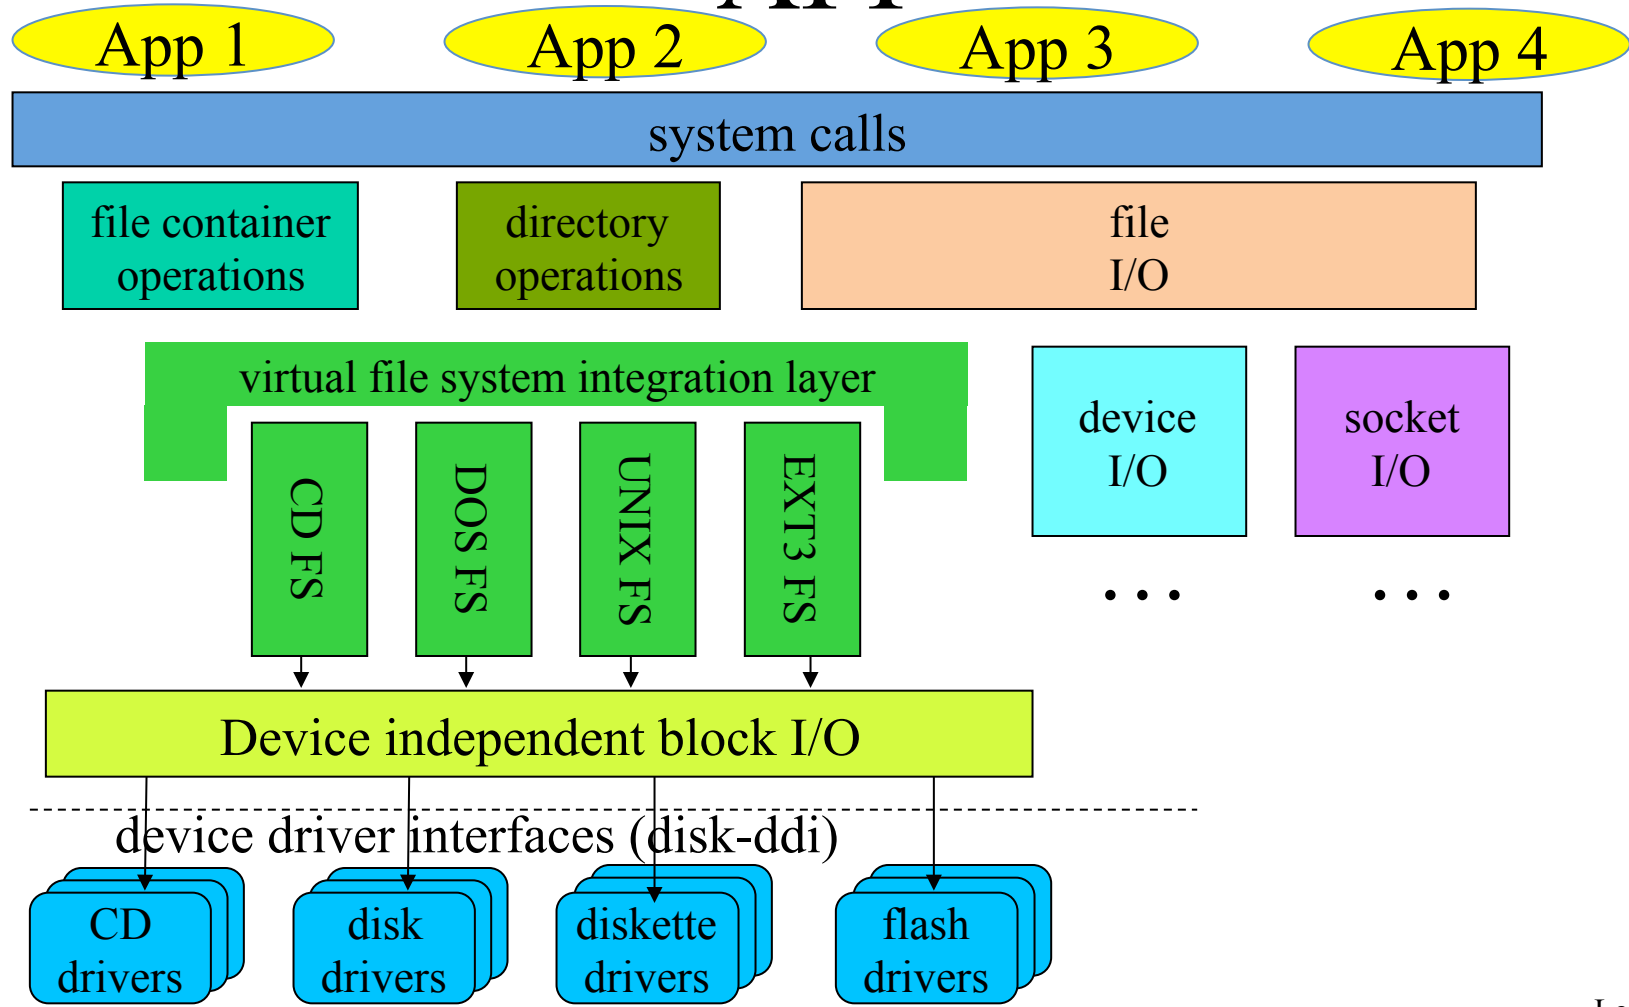 App 1
App 2
App 3
App 4
system calls
file container
operations
directory
operations
file
I/O
virtual file system integration layer
device
I/O
socket
I/O
CD FS
DOS FS
UNIX FS
EXT3 FS
...
...
Device independent block I/O
device driver interfaces (disk-ddi)
CD
drivers
disk
drivers
diskette
drivers
flash
drivers